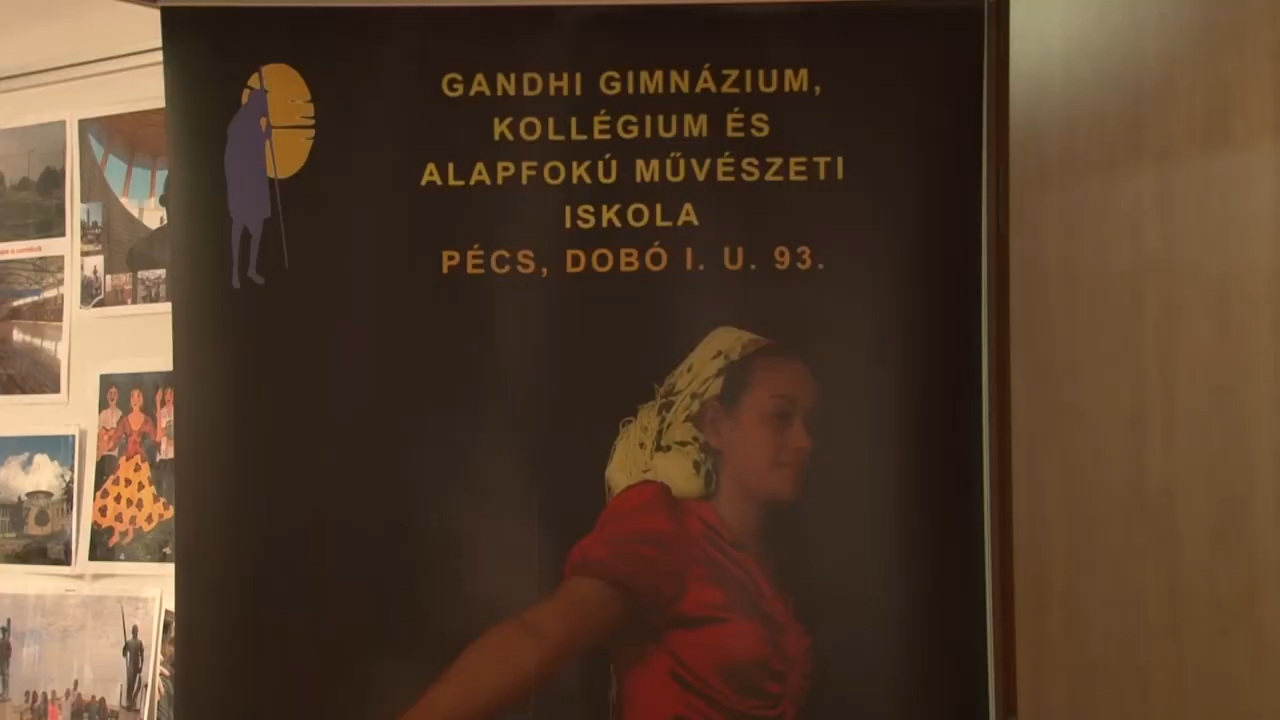 GANDHI GIMNÁZIUM,
KOLLÉGIUM ÉS
ALAPFOKÚ MŰVÉSZETI
ISKOLA
PÉCS, DOBÓ I. U. 93.